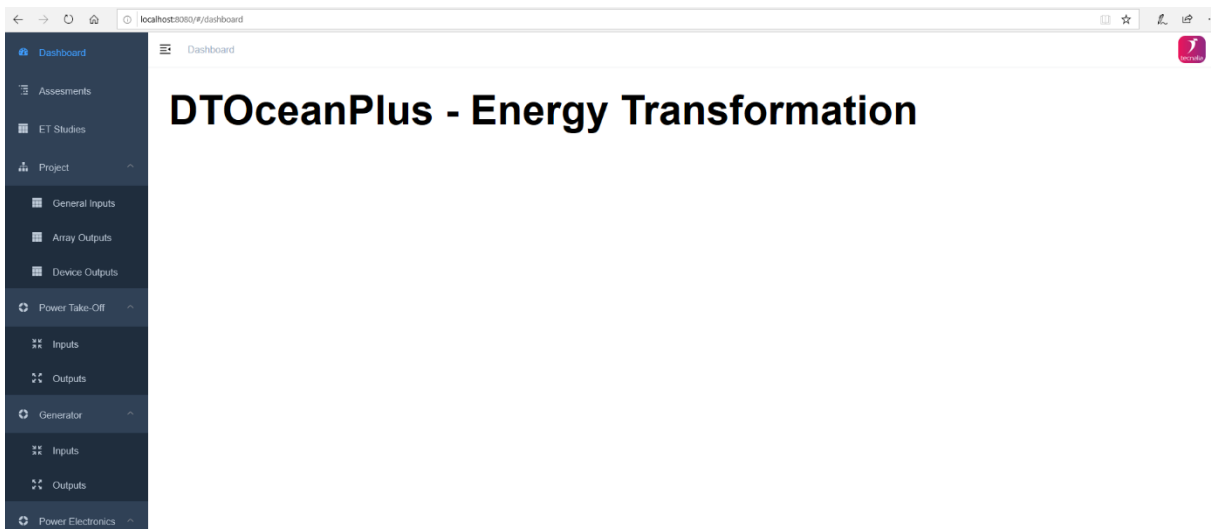 localhost:8080/#/dashboard
Dashboard
Dashboard
tecnalia
DTOceanPlus - Energy Transformation
Assesments
ET Studies
Project
General Inputs
Array Outputs
Device Outputs
Power Take-Off
Inputs
Outputs
Generator
Inputs
Outputs
Power Electronics